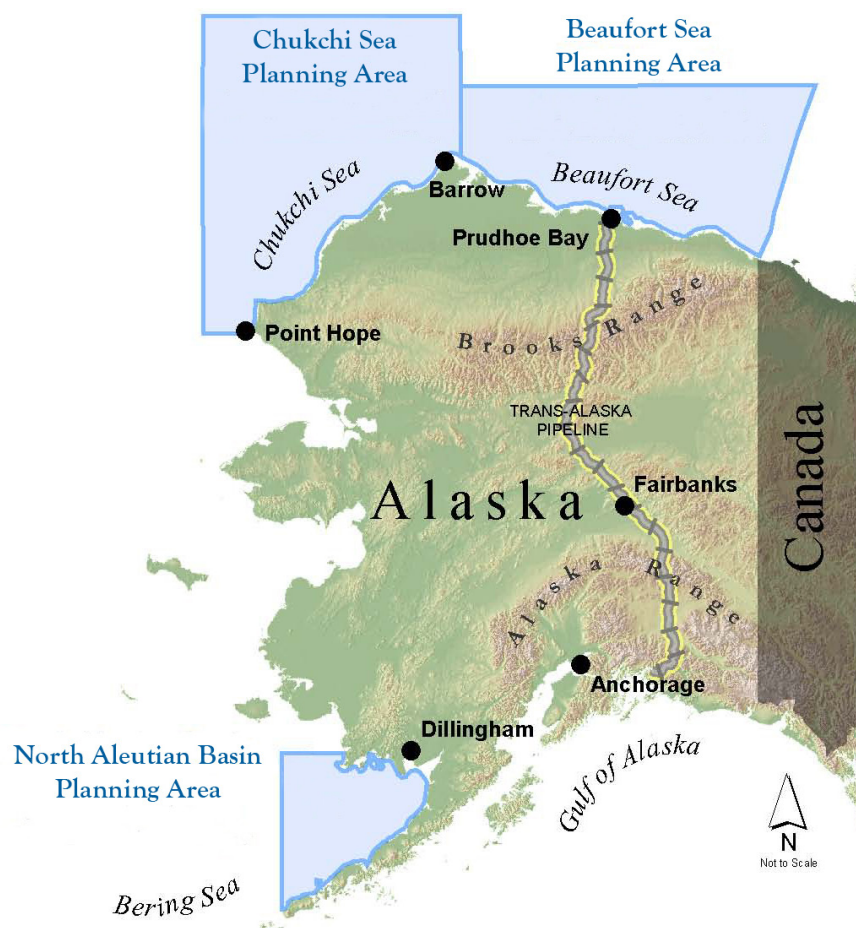 Chukchi Sea
Planning Area
Beaufort Sea
Planning Area
Chukchi Sea
Barrow
Beaufort Sea
Prudhoe Bay
Point Hope
Brooks Range
TRANS-ALASKA
PIPELINE
Canada
Alaska
Fairbanks
Alaska Range
Anchorage
Dillingham
North Aleutian Basin
Planning Area
Gulf of Alaska
Bering Sea
N
Not to Scale